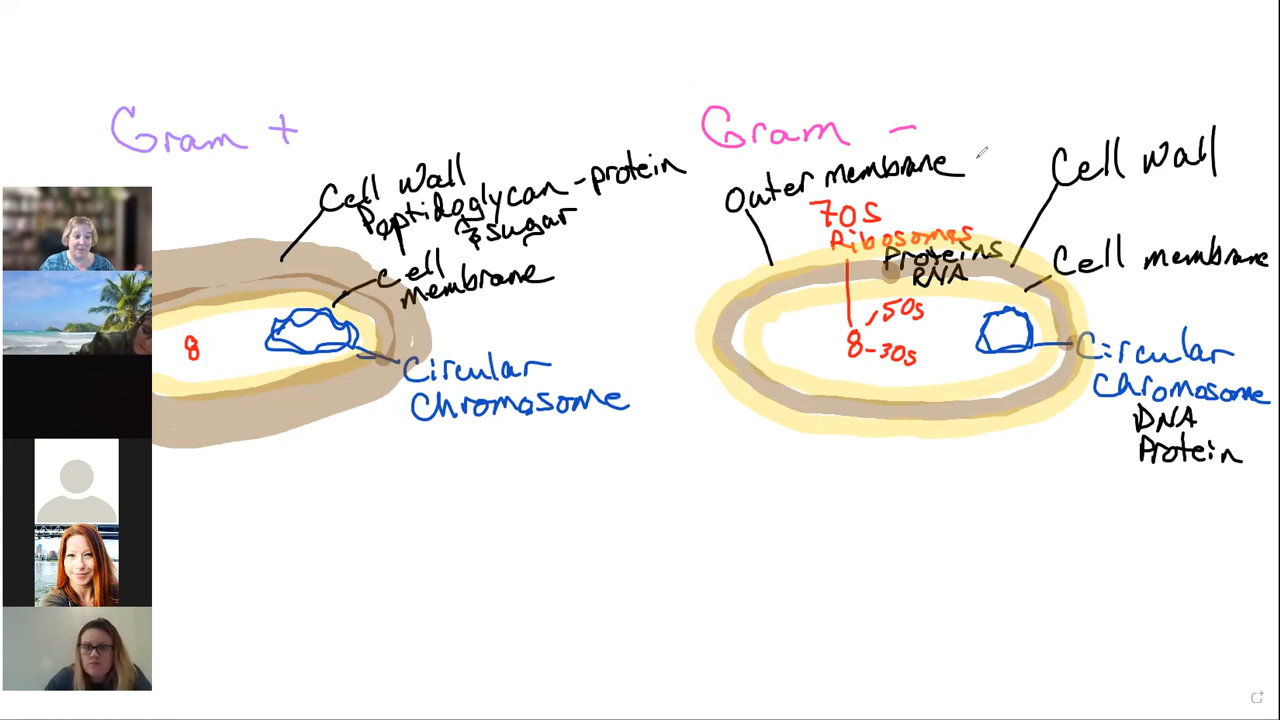 Gram +
Cell Wall
Peptidoglycan - protein
& sugar
Cell
membrane
8
Circular
Chromosome
Gram -
Outer membrane
Cell Wall
70s
Ribosomes
Proteins
RNA
Cell membrane
, 50s
8 - 30s
Circular
Chromosome
DNA
Protein